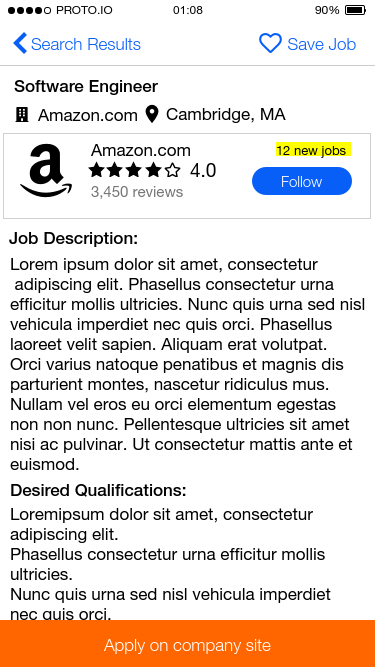 PROTO.IO 01:08 90%
Search Results Save Job
Software Engineer
Amazon.com Cambridge, MA
a Amazon.com 12 new jobs
4.0 Follow
3,450 reviews
Job Description:
Lorem ipsum dolor sit amet, consectetur
adipiscing elit. Phasellus consectetur urna
efficitur mollis ultricies. Nunc quis urna sed nisl
vehicula imperdiet nec quis orci. Phasellus
laoreet velit sapien. Aliquam erat volutpat.
Orci varius natoque penatibus et magnis dis
parturient montes, nascetur ridiculus mus.
Nullam vel eros eu orci elementum egestas
non non nunc. Pellentesque ultricies sit amet
nisi ac pulvinar. Ut consectetur mattis ante et
euismod.
Desired Qualifications:
Loremipsum dolor sit amet, consectetur
adipiscing elit.
Phasellus consectetur urna efficitur mollis
ultricies.
Nunc quis urna sed nisl vehicula imperdiet
nec quis orci.
Apply on company site